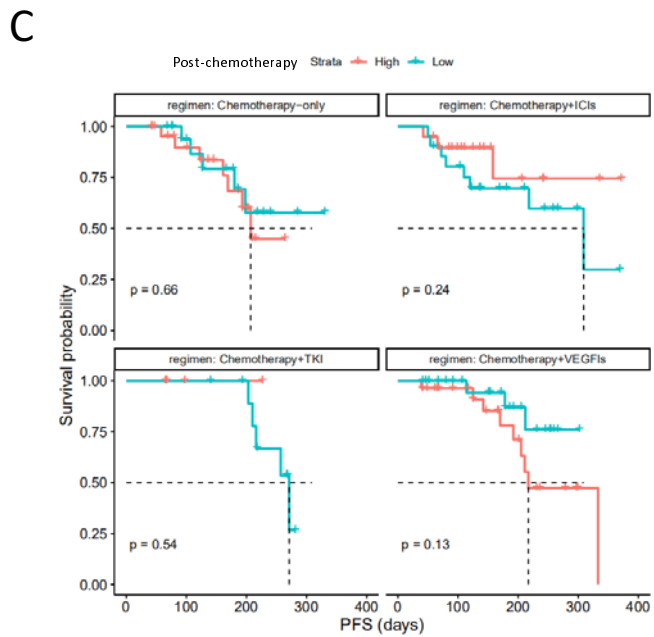 C
Post-chemotherapy Strata High Low
regimen: Chemotherapy−only
regimen: Chemotherapy+ICIs
1.00
0.75
0.50
0.25
0.00
p = 0.66
p = 0.24
Survival probability
regimen: Chemotherapy+TKI
regimen: Chemotherapy+VEGFIs
1.00
0.75
0.50
0.25
0.00
p = 0.54
p = 0.13
0 100 200 300 400 0 100 200 300 400
PFS (days)